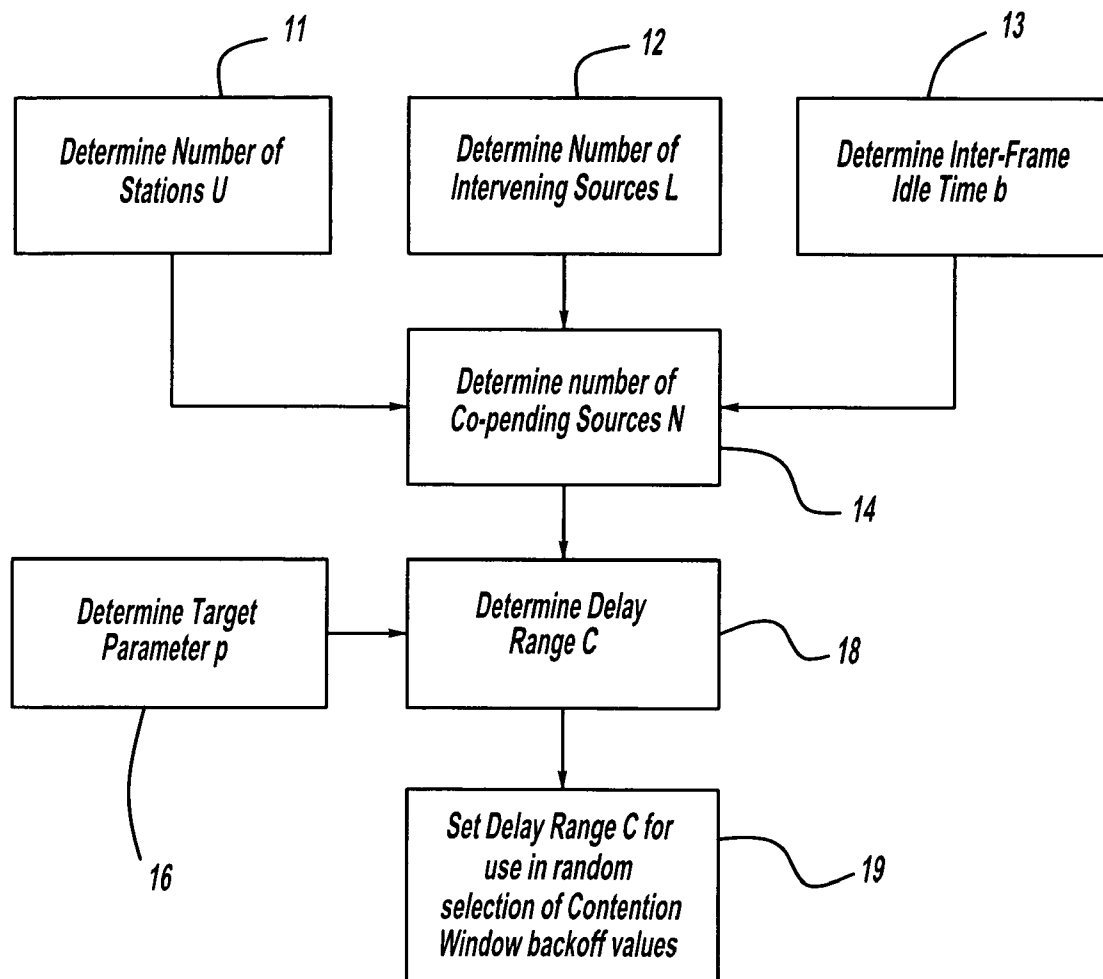 11
12
13
Determine Number of
Stations U
Determine Number of
Intervening Sources L
Determine Inter-Frame
Idle Time b
Determine number of
Co-pending Sources N
14
Determine Target
Parameter p
Determine Delay
Range C
18
16
Set Delay Range C for
use in random
selection of Contention
Window backoff values
19